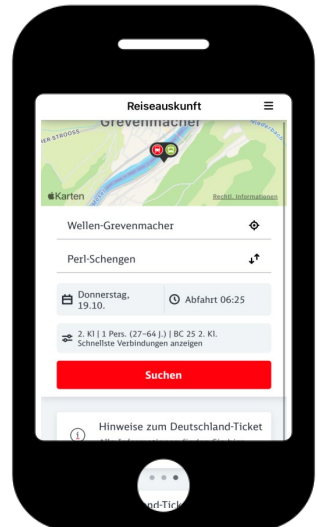 Reiseauskunft
Grevenmacher
Karten
Rechtl. Informationen
Wellen-Grevenmacher
Perl-Schengen
Donnerstag,
19.10.
Abfahrt 06:25
2. Kl | 1 Pers. (27–64 J.) | BC 25 2. Kl.
Schnellste Verbindungen anzeigen
Suchen
Hinweise zum Deutschland-Ticket